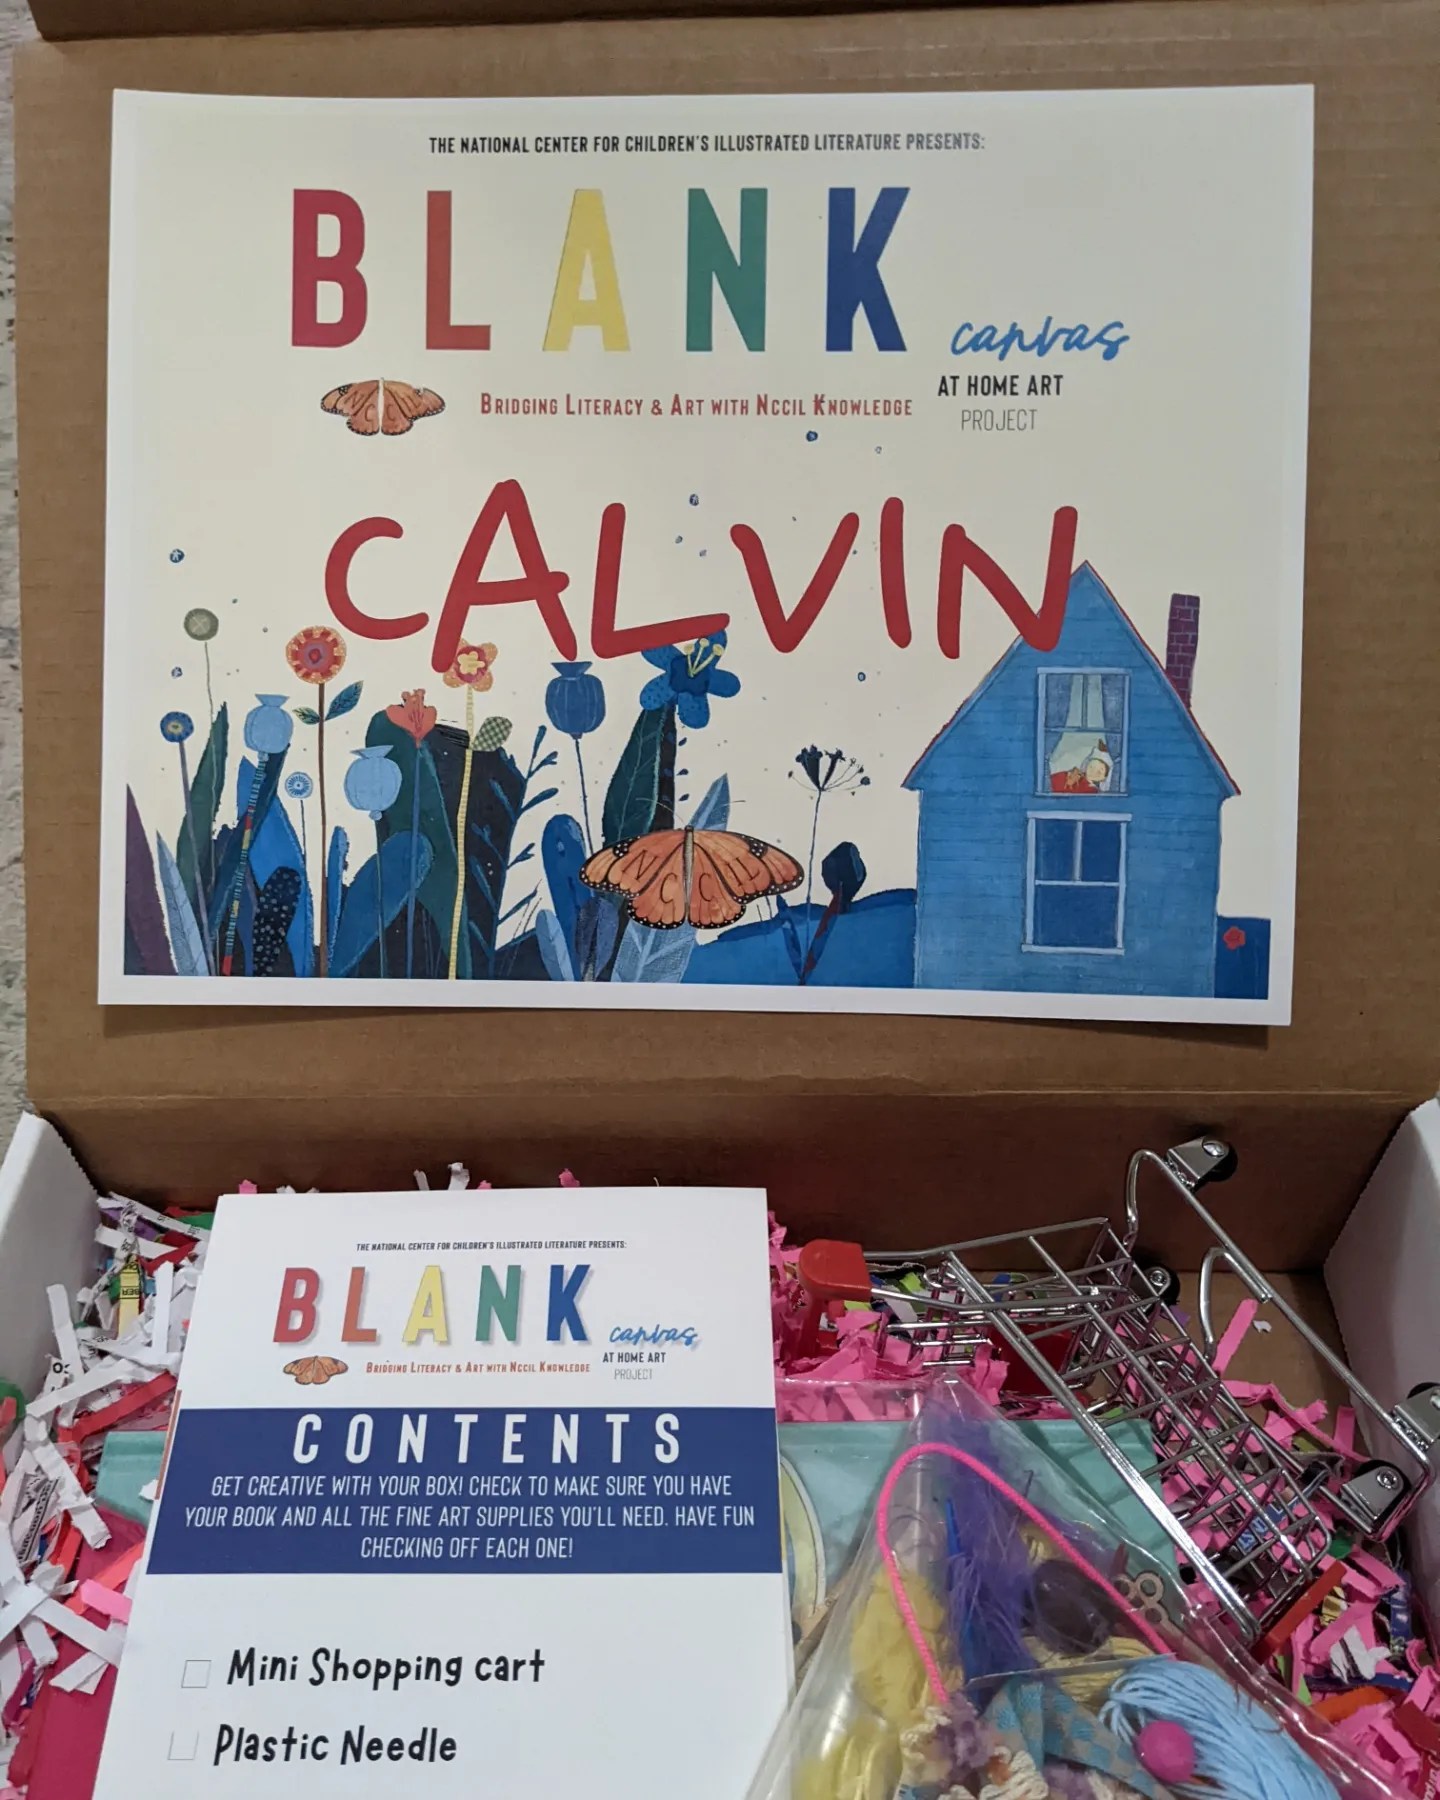 THE NATIONAL CENTER FOR CHILDREN'S ILLUSTRATED LITERATURE PRESENTS:
BLANK
canvas
AT HOME ART
PROJECT
NCCIL
BRIDGING LITERACY & ART WITH NCCIL KNOWLEDGE
CALVIN
NCCIL
THE NATIONAL CENTER FOR CHILDREN'S ILLUSTRATED LITERATURE PRESENTS:
BLANK
canvas
AT HOME ART
PROJECT
BRIDGING LITERACY & ART WITH NCCIL KNOWLEDGE
CONTENTS
GET CREATIVE WITH YOUR BOX! CHECK TO MAKE SURE YOU HAVE
YOUR BOOK AND ALL THE FINE ART SUPPLIES YOU'LL NEED. HAVE FUN
CHECKING OFF EACH ONE!
Mini Shopping cart
Plastic Needle